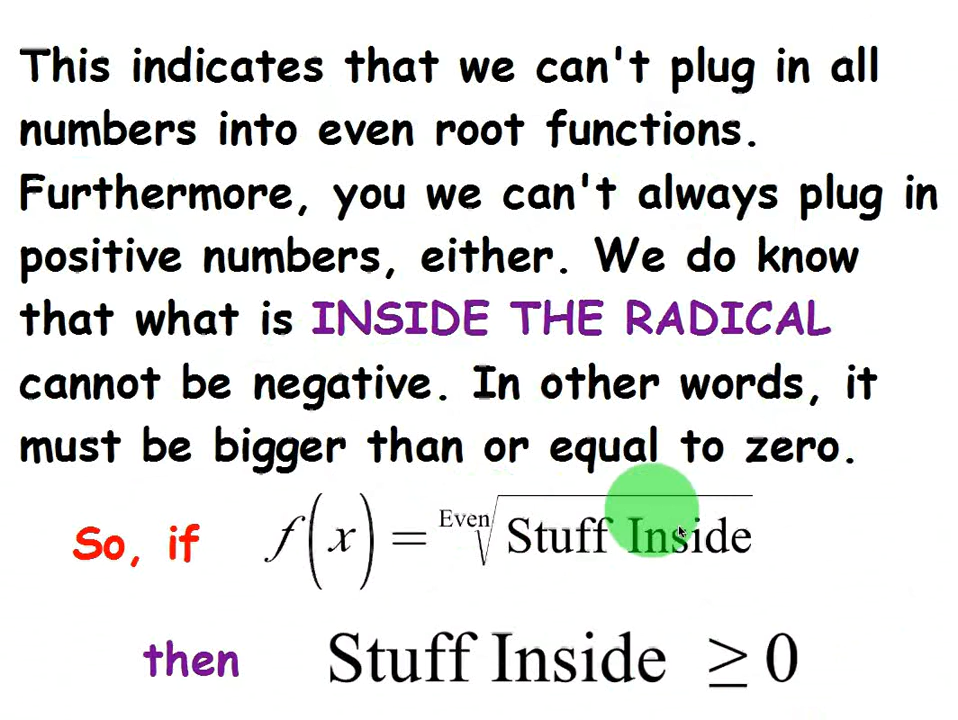 This indicates that we can't plug in all
numbers into even root functions.
Furthermore, you we can't always plug in
positive numbers, either. We do know
that what is INSIDE THE RADICAL
cannot be negative. In other words, it
must be bigger than or equal to zero.
So, if f(x) = Even√Stuff Inside
then Stuff Inside ≥ 0